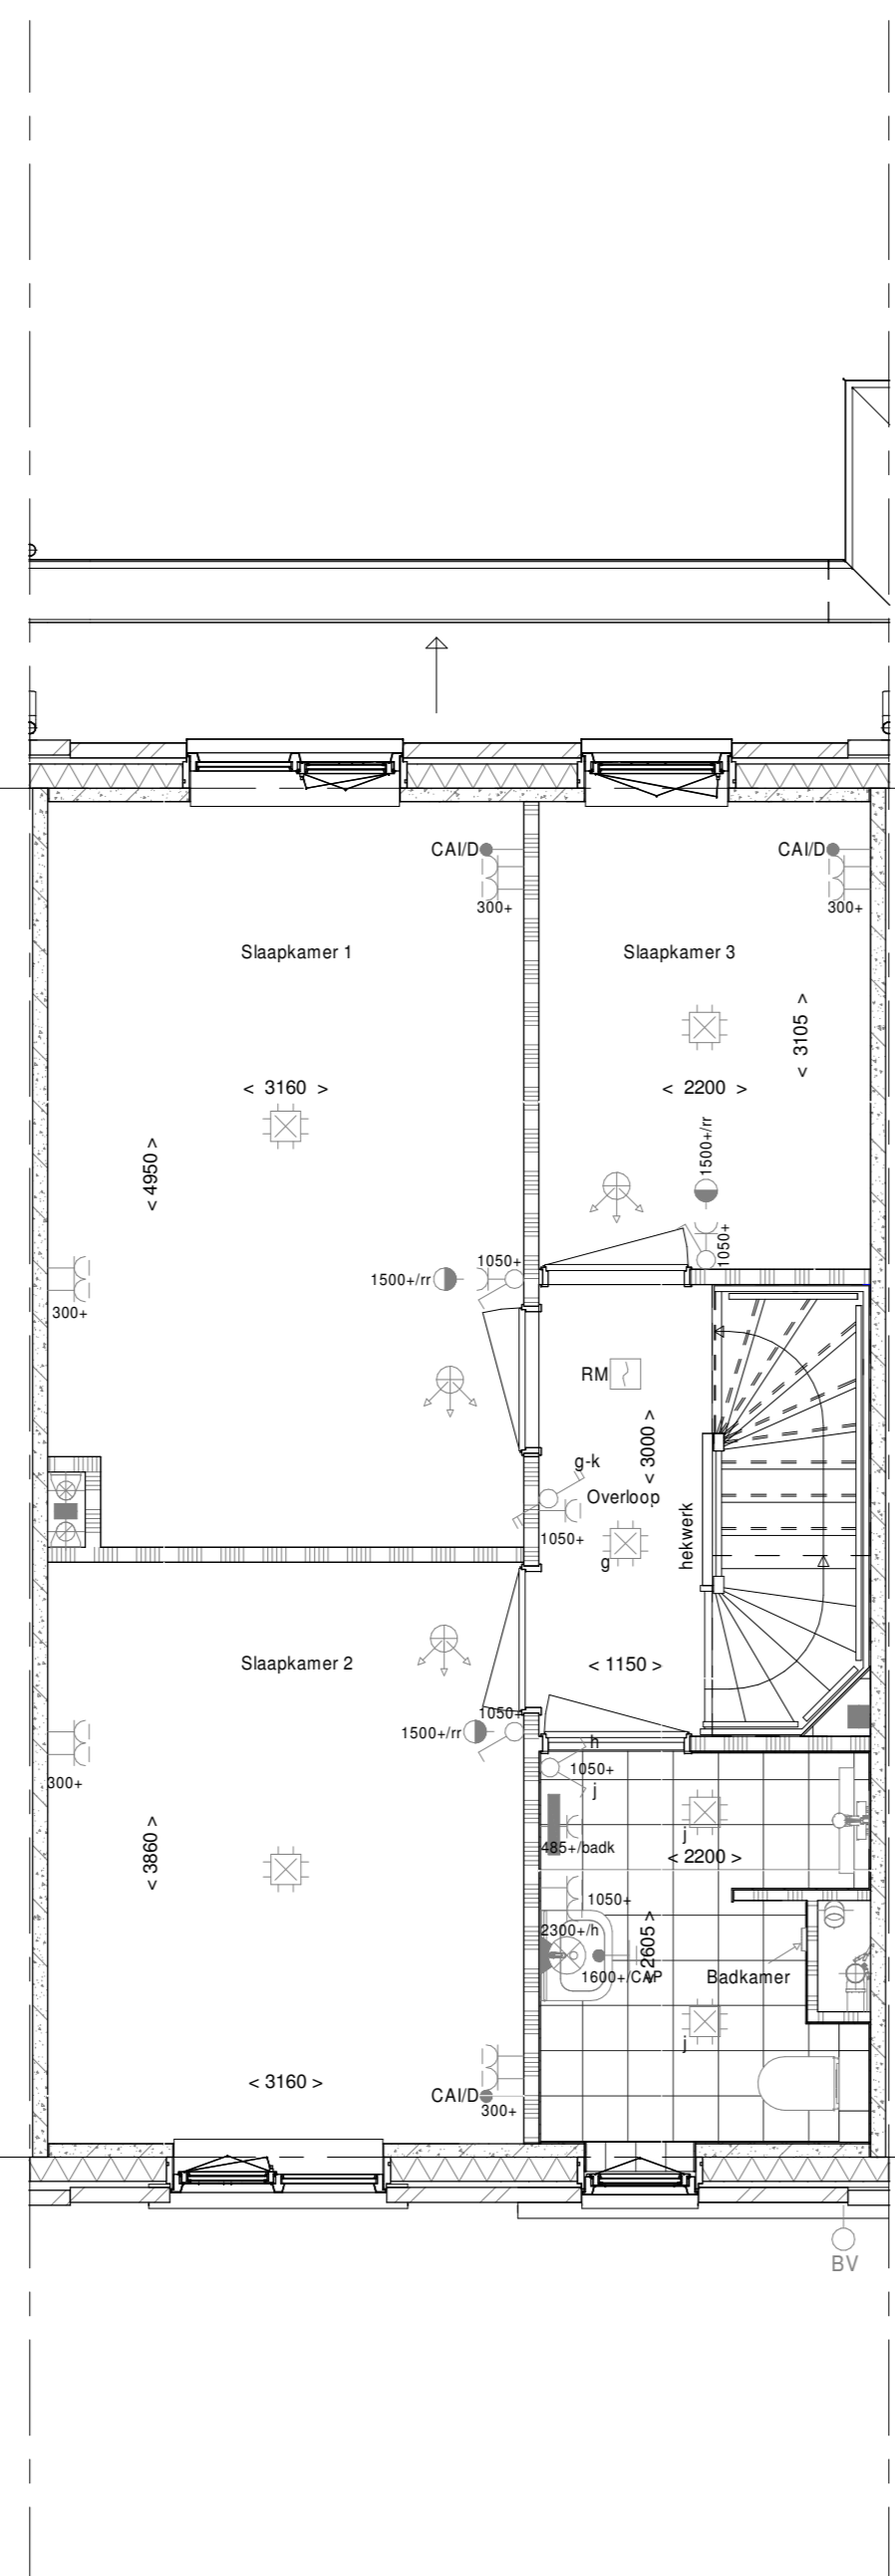 CAI/D
CAI/D
300+
300+
Slaapkamer 1
Slaapkamer 3
< 3105 >
< 3160 >
< 2200 >
1500+/rr
< 4950 >
1050+
1050+
1500+/rr
300+
RM
< 3000 >
g-k
Overloop
hekwerk
1050+
g
Slaapkamer 2
< 1150 >
1050+
1500+/rr
h
1050+
300+
j
j
485+/badk
< 2200 >
< 3860 >
1050+
2300+/h
< 2605 >
1600+/CAP
Badkamer
j
< 3160 >
CAI/D
300+
BV